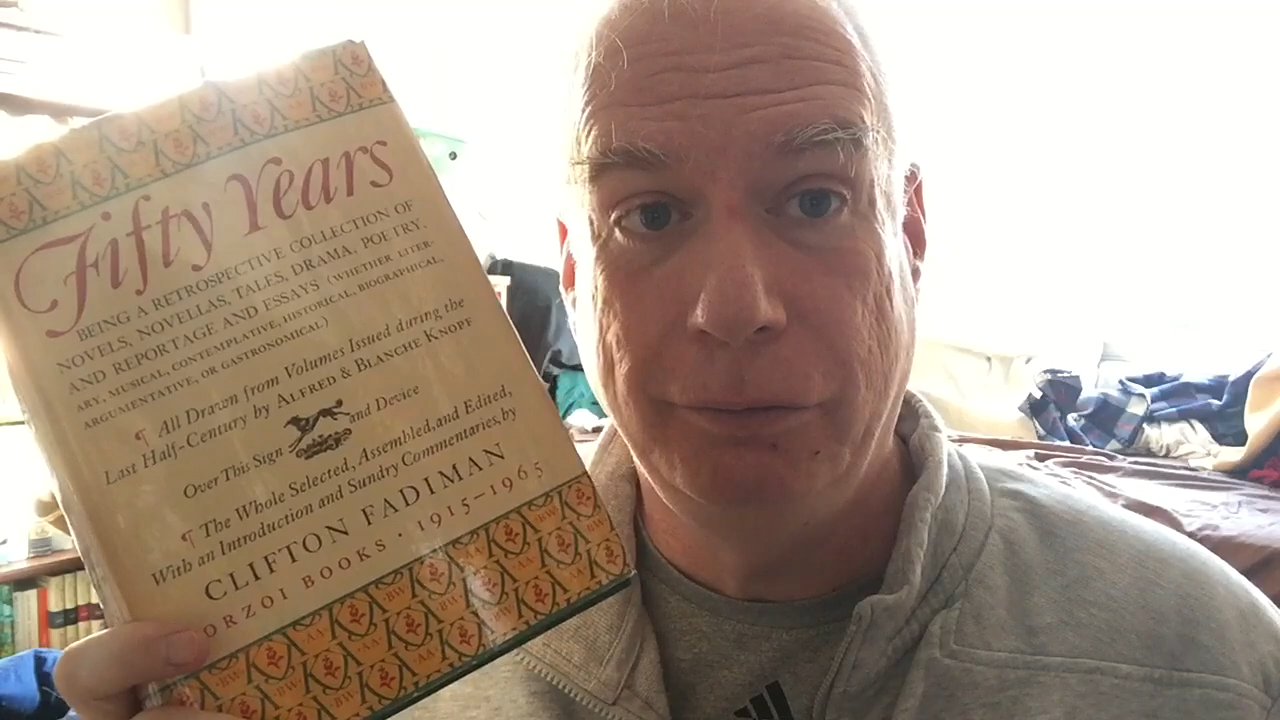 Fifty Years
BEING A RETROSPECTIVE COLLECTION OF
NOVELS, NOVELLAS, TALES, DRAMA, POETRY,
AND REPORTAGE AND ESSAYS (WHETHER LITER-
ARY, MUSICAL, CONTEMPLATIVE, HISTORICAL, BIOGRAPHICAL,
ARGUMENTATIVE, OR GASTRONOMICAL)
¶ All Drawn from Volumes Issued during the
Last Half-Century by ALFRED & BLANCHE KNOPF
Over This Sign and Device
¶ The Whole Selected, Assembled, and Edited,
With an Introduction and Sundry Commentaries, by
CLIFTON FADIMAN
ORZOI BOOKS · 1915-1965